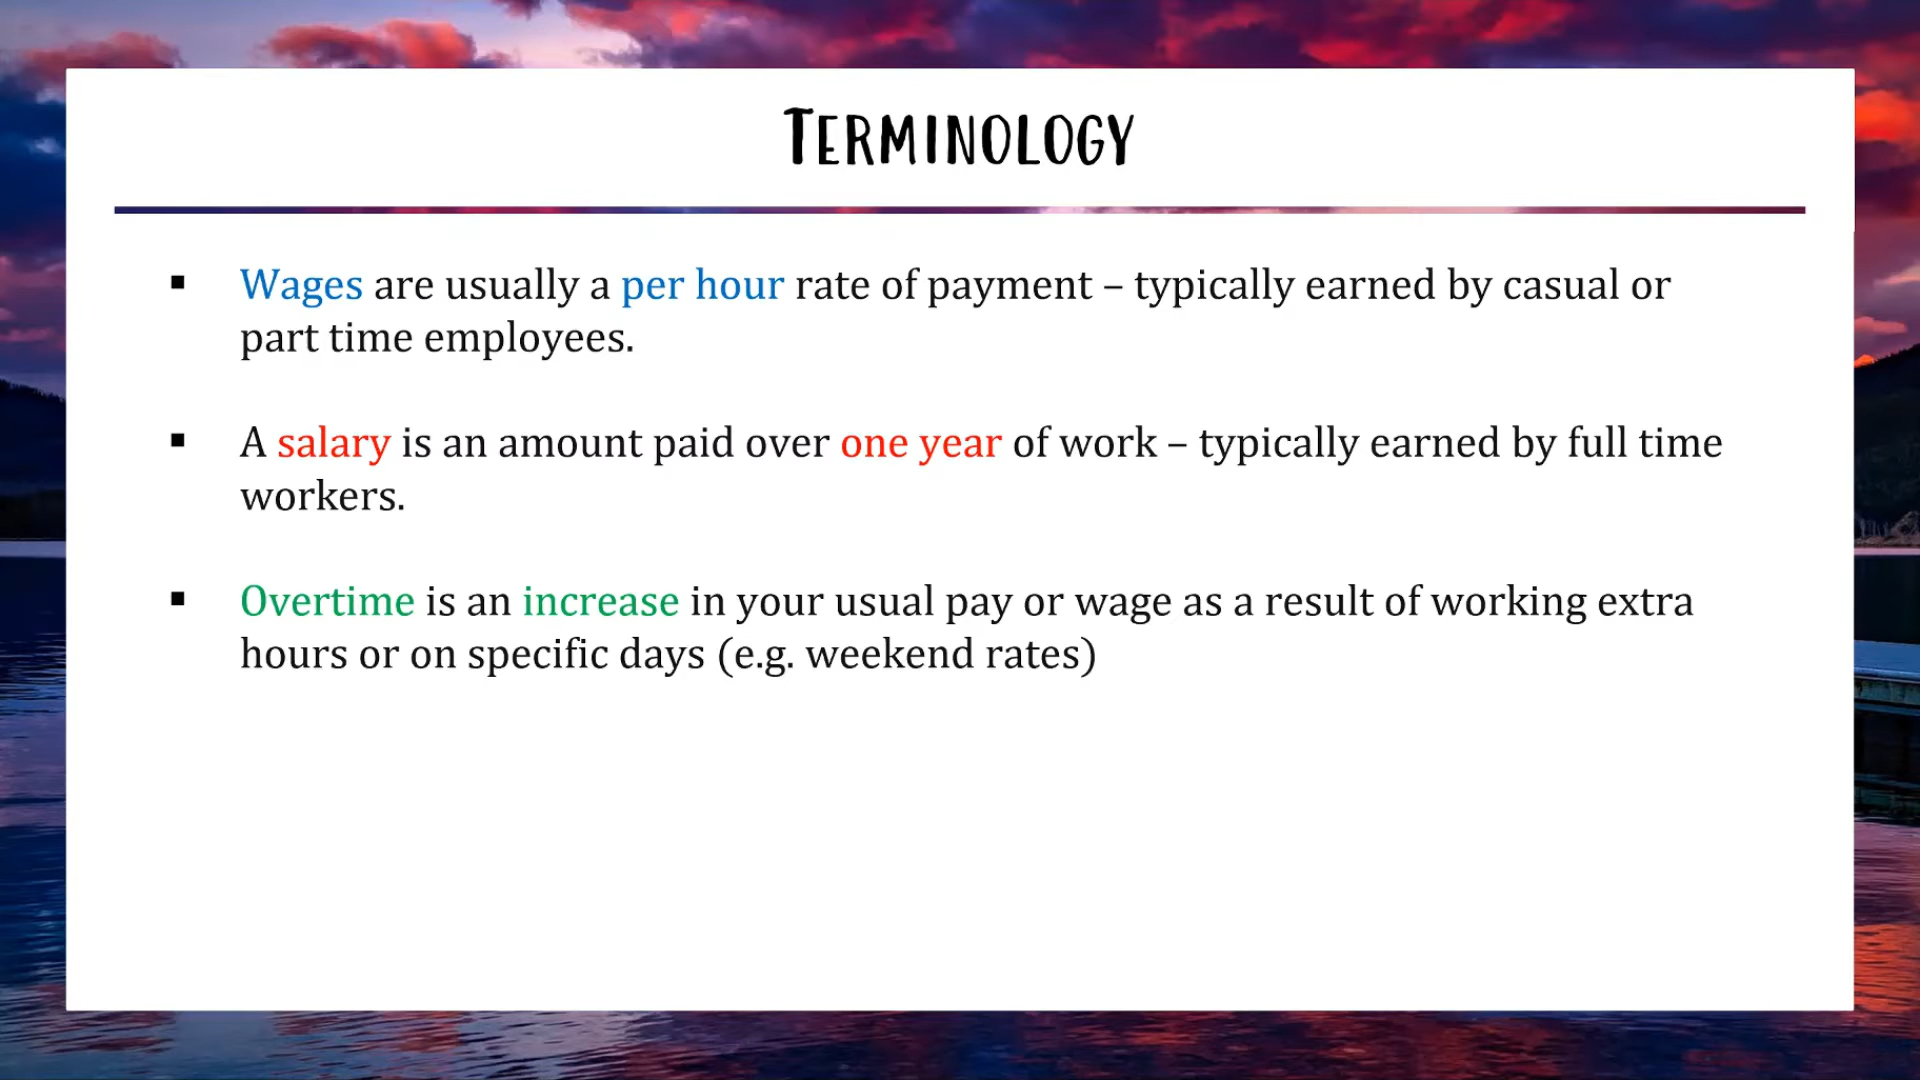 TERMINOLOGY
▪ Wages are usually a per hour rate of payment – typically earned by casual or
part time employees.
▪ A salary is an amount paid over one year of work – typically earned by full time
workers.
▪ Overtime is an increase in your usual pay or wage as a result of working extra
hours or on specific days (e.g. weekend rates)